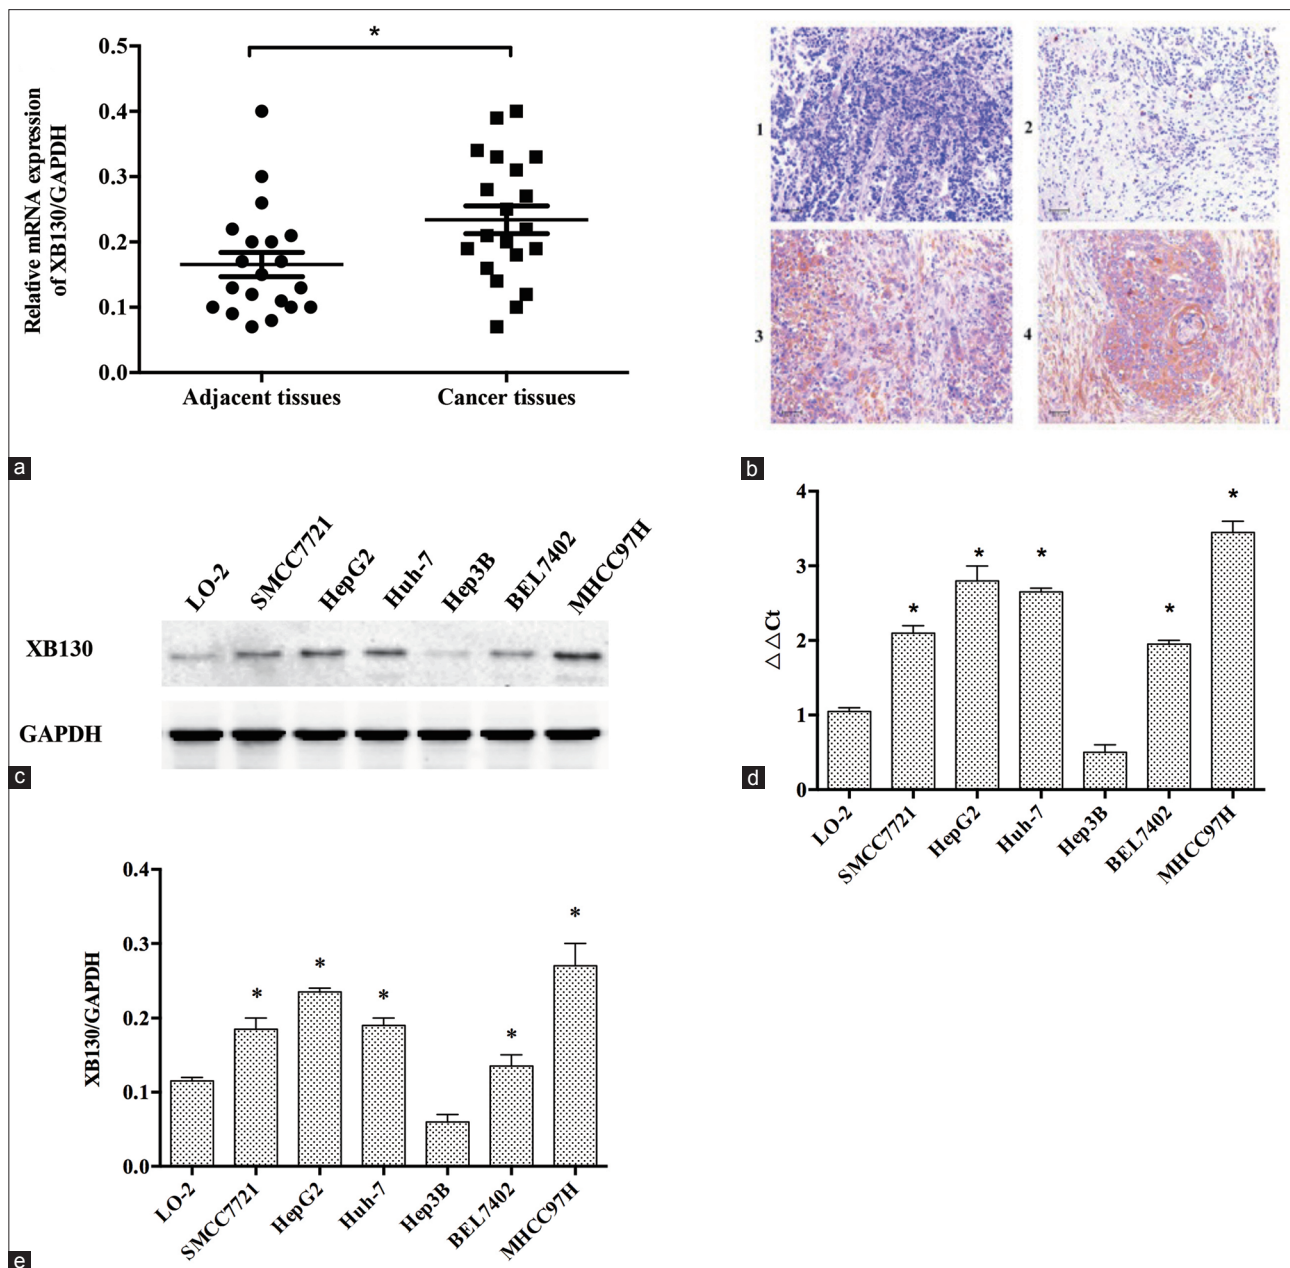 *
0.5
0.4
0.3
0.2
0.1
0.0
Relative mRNA expression
of XB130/GAPDH
Adjacent tissues
Cancer tissues
a
1
2
3
4
b
LO-2
SMCC7721
HepG2
Huh-7
Hep3B
BEL7402
MHCC97H
XB130
GAPDH
c
4
3
2
1
0
△△Ct
*
*
*
*
*
LO-2
SMCC7721
HepG2
Huh-7
Hep3B
BEL7402
MHCC97H
d
0.4
0.3
0.2
0.1
0.0
XB130/GAPDH
*
*
*
*
*
LO-2
SMCC7721
HepG2
Huh-7
Hep3B
BEL7402
MHCC97H
e